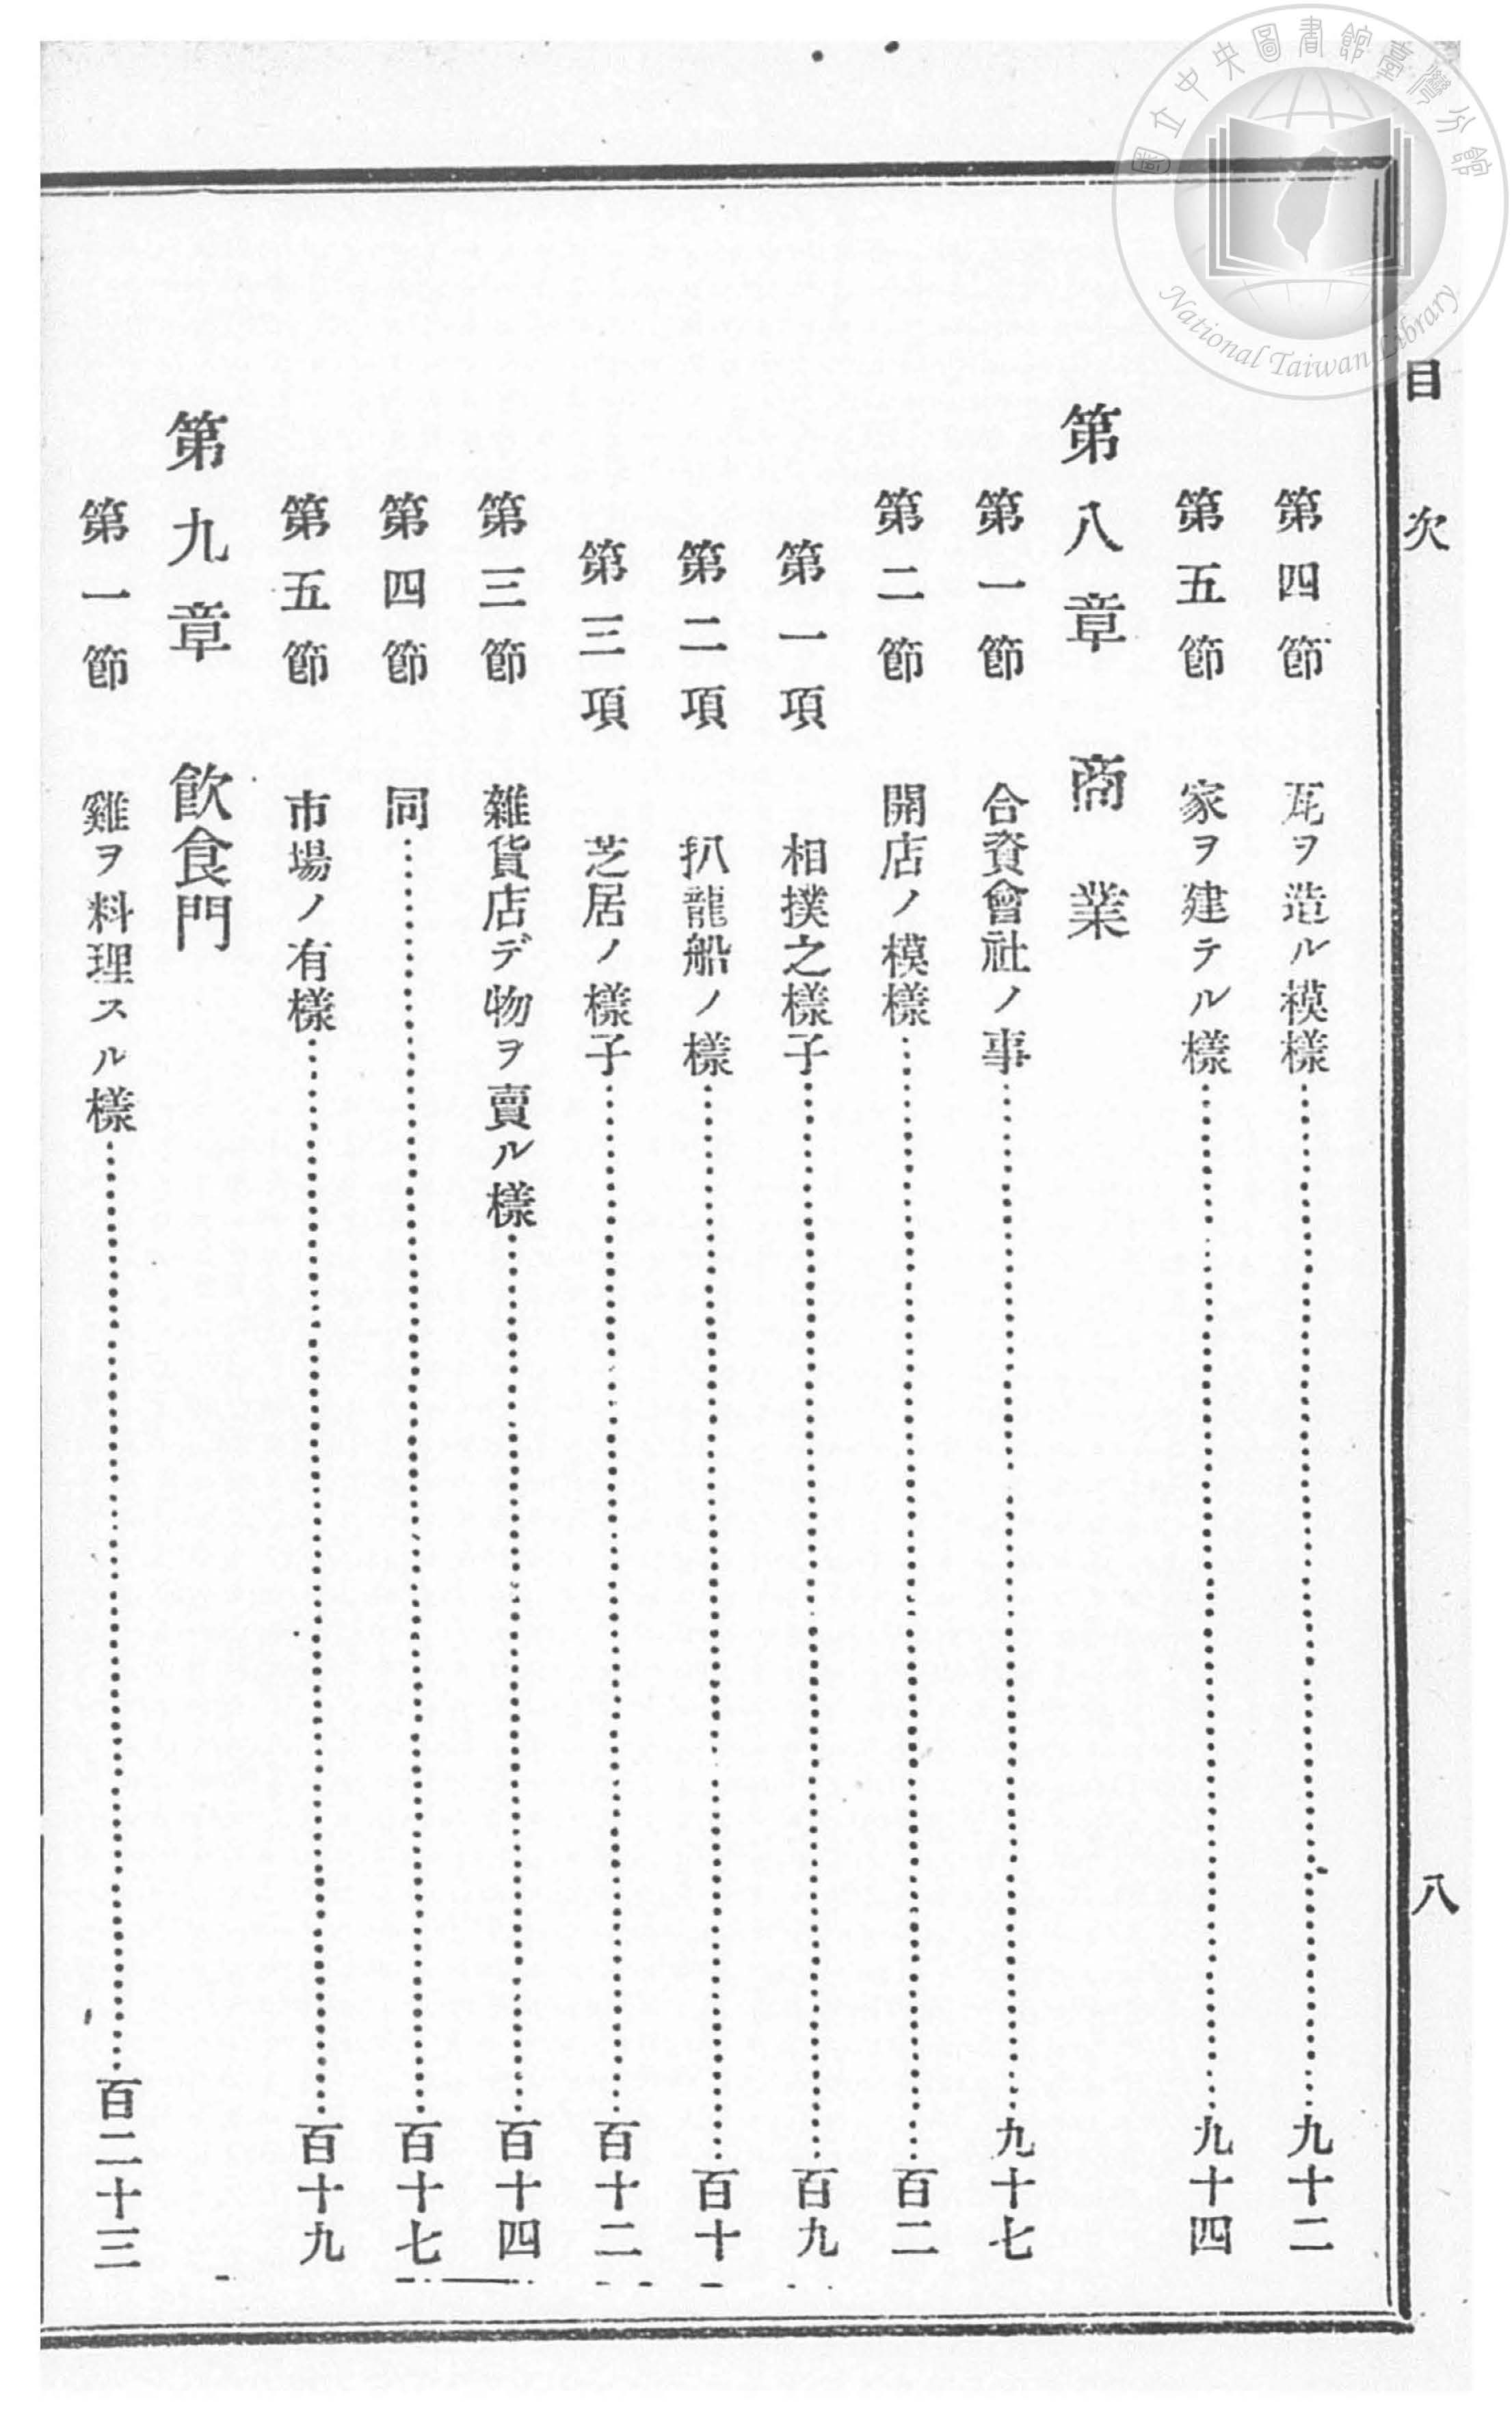 目次 八
第四節 瓦ヲ造ル模樣……九十二
第五節 家ヲ建テル樣……九十四
第八章 商業
第一節 合資會社ノ事……九十七
第二節 開店ノ模樣……百二
第一項 相撲之樣子……百九
第二項 扒龍船ノ樣……百十
第三項 芝居ノ樣子……百十二
第三節 雜貨店デ物ヲ賣ル樣……百十四
第四節 同……百十七
第五節 市場ノ有樣……百十九
第九章 飲食門
第一節 雞ヲ料理スル樣……百二十三
國立中央圖書館臺灣分館
National Taiwan Library